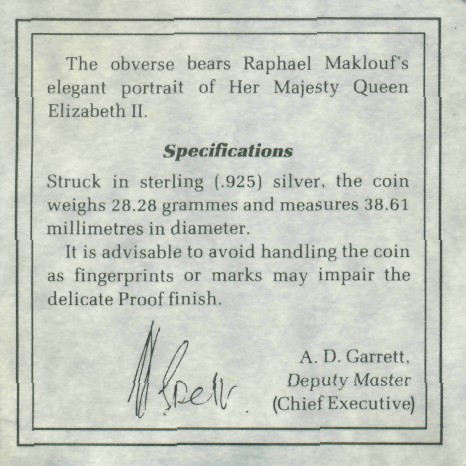 The obverse bears Raphael Maklouf's
elegant portrait of Her Majesty Queen
Elizabeth II.
Specifications
Struck in sterling (.925) silver, the coin
weighs 28.28 grammes and measures 38.61
millimetres in diameter.
It is advisable to avoid handling the coin
as fingerprints or marks may impair the
delicate Proof finish.
A. D. Garrett,
Deputy Master
(Chief Executive)